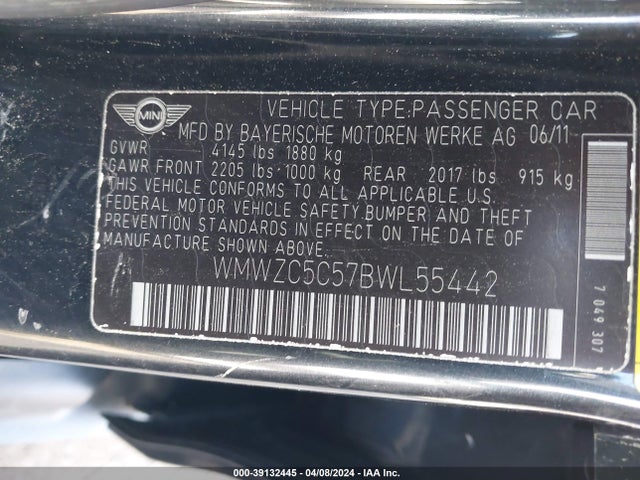 MINI
VEHICLE TYPE:PASSENGER CAR
MFD BY BAYERISCHE MOTOREN WERKE AG 06/11
GVWR 4145 lbs 1880 kg
GAWR FRONT 2205 lbs 1000 kg REAR 2017 lbs 915 kg
THIS VEHICLE CONFORMS TO ALL APPLICABLE U.S.
FEDERAL MOTOR VEHICLE SAFETY,BUMPER AND THEFT
PREVENTION STANDARDS IN EFFECT ON THE DATE OF
MANUFACTURE SHOWN ABOVE.
WMWZC5C57BWL55442
7 049 307
000-39132445 - 04/08/2024 - IAA Inc.